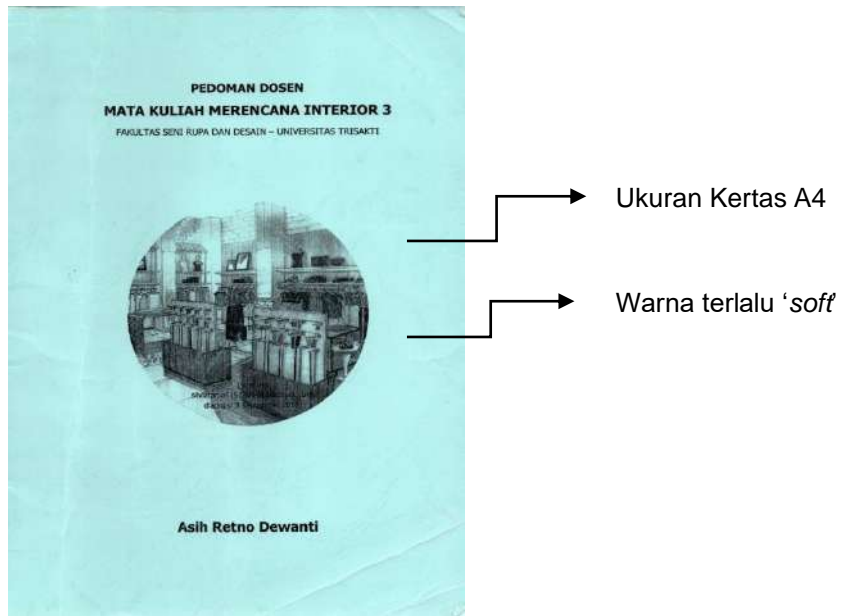 PEDOMAN DOSEN
MATA KULIAH MERENCANA INTERIOR 3
FAKULTAS SENI RUPA DAN DESAIN – UNIVERSITAS TRISAKTI
Asih Retno Dewanti
Ukuran Kertas A4
Warna terlalu ‘soft’